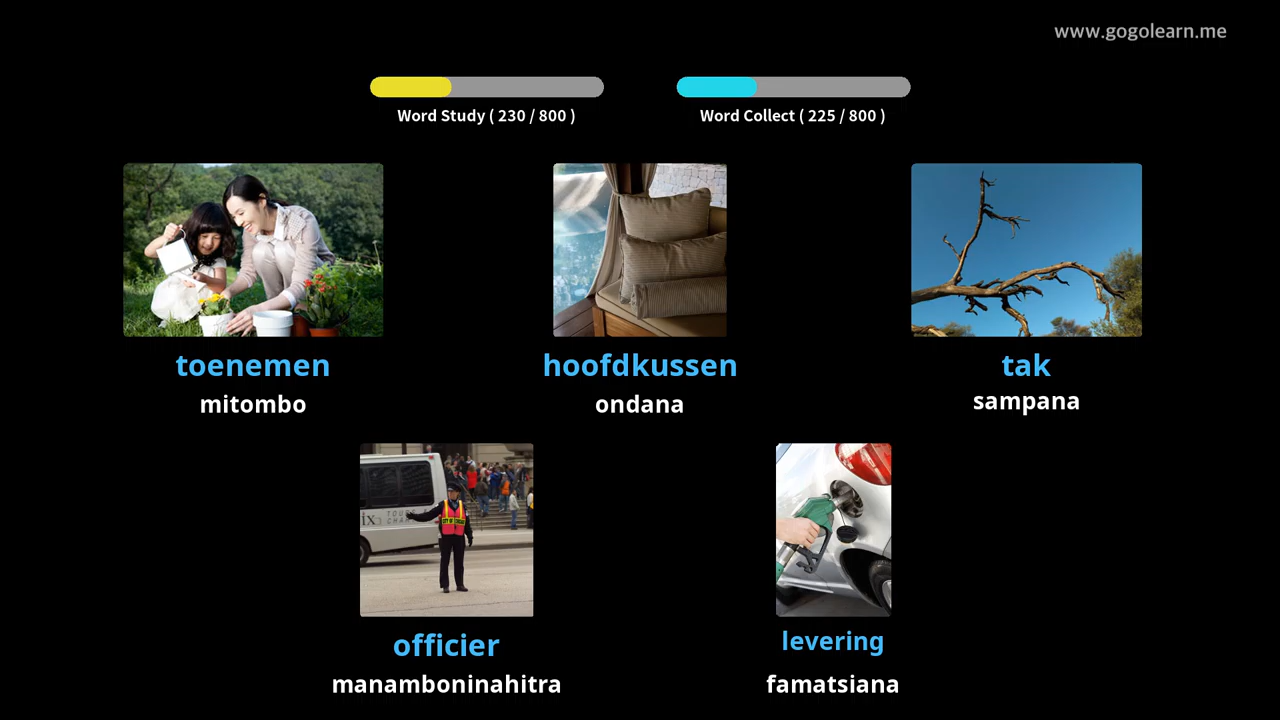 www.gogolearn.me
Word Study ( 230 / 800 )
Word Collect ( 225 / 800 )
toenemen
mitombo
hoofdkussen
ondana
tak
sampana
officier
manamboninahitra
levering
famatsiana